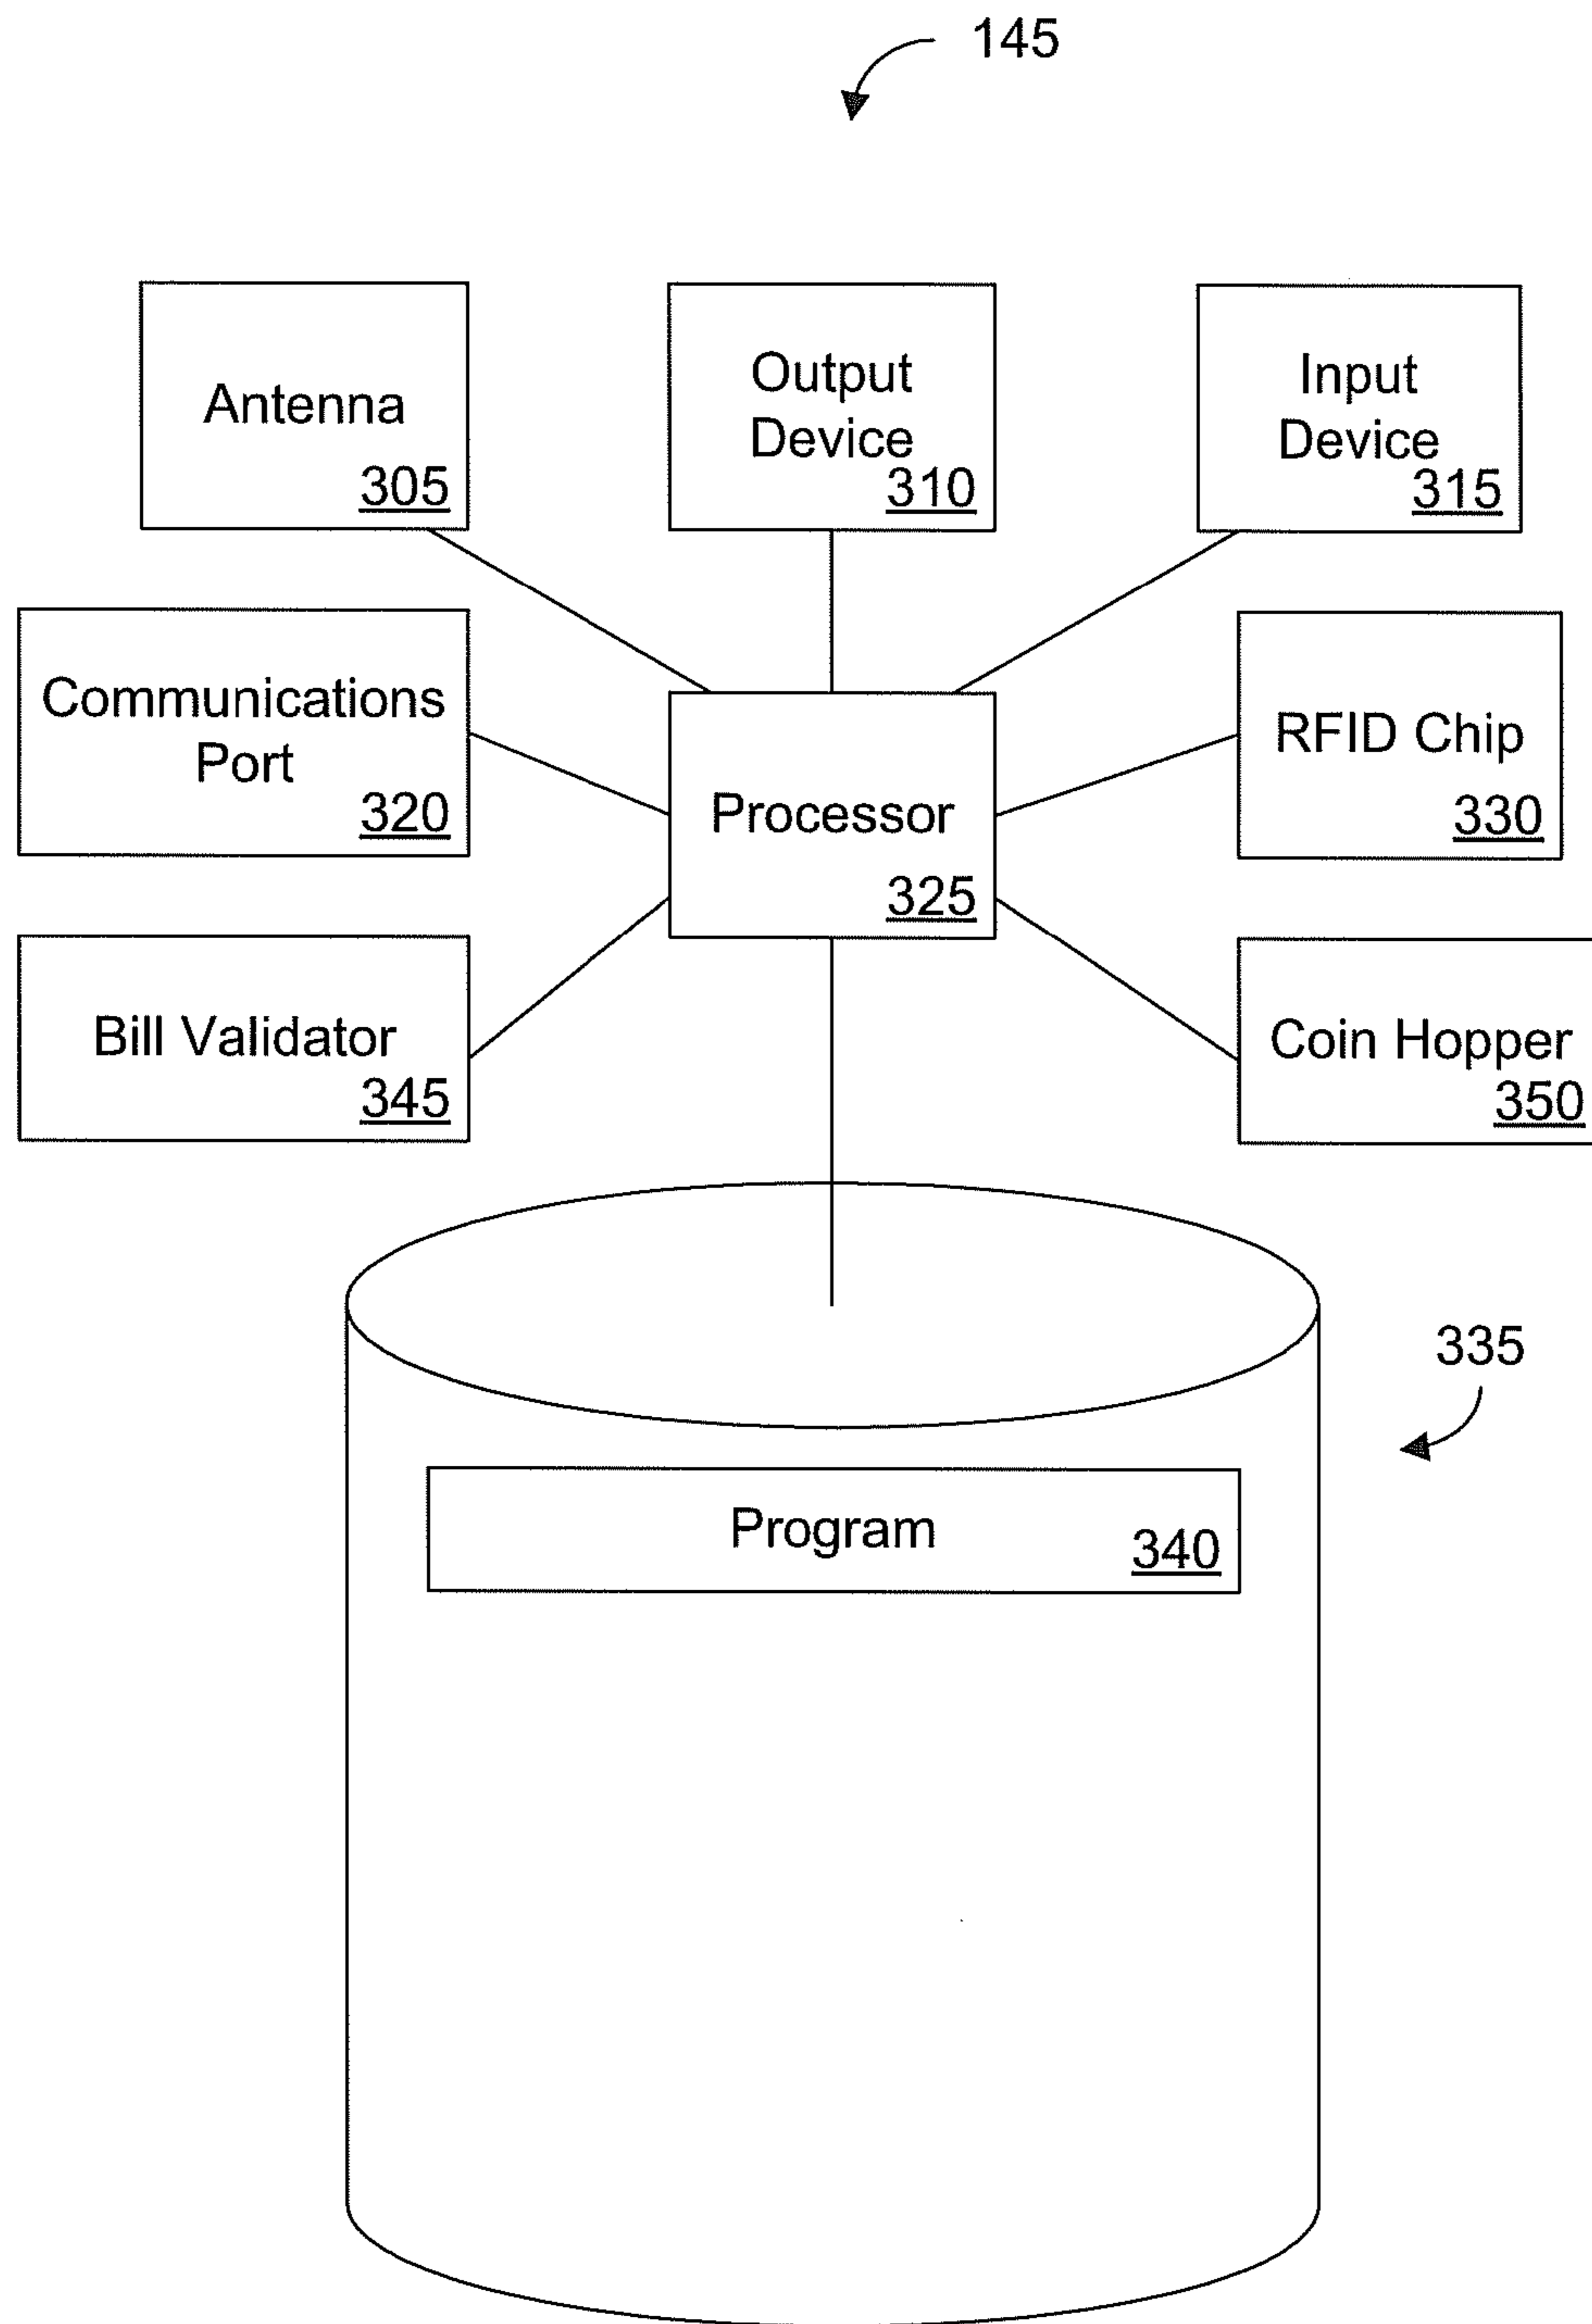 145
Antenna
305
Output
Device
310
Input
Device
315
Communications
Port
320
Processor
325
RFID Chip
330
Bill Validator
345
Coin Hopper
350
335
Program
340